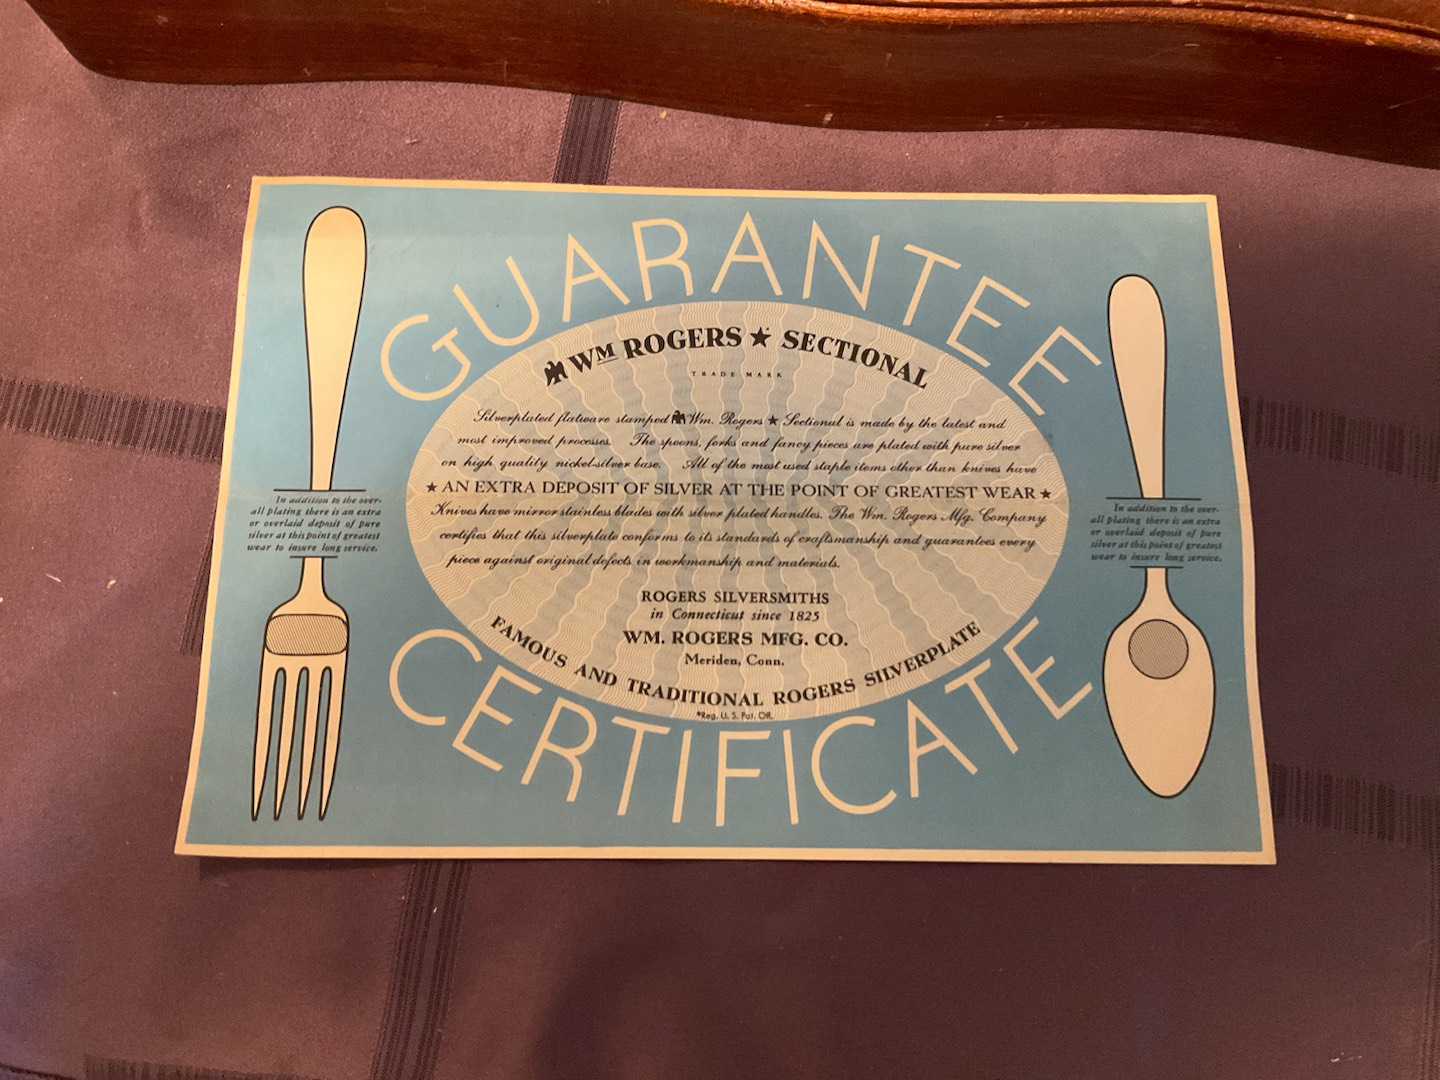 GUARANTEE
WM ROGERS ★ SECTIONAL
TRADE MARK
Silverplated flatware stamped Wm. Rogers ★ Sectional is made by the latest and
most improved processes. The spoons, forks and fancy pieces are plated with pure silver
on high quality nickel-silver base. All of the most used staple items other than knives have
★ AN EXTRA DEPOSIT OF SILVER AT THE POINT OF GREATEST WEAR ★
Knives have mirror stainless blades with silver plated handles. The Wm. Rogers Mfg. Company
certifies that this silverplate conforms to its standards of craftsmanship and guarantees every
piece against original defects in workmanship and materials.
ROGERS SILVERSMITHS
in Connecticut since 1825
WM. ROGERS MFG. CO.
Meriden, Conn.
FAMOUS AND TRADITIONAL ROGERS SILVERPLATE
*Reg. U. S. Pat. Off.
CERTIFICATE
In addition to the over-
all plating there is an extra
or overlaid deposit of pure
silver at this point of greatest
wear to insure long service.
In addition to the over-
all plating there is an extra
or overlaid deposit of pure
silver at this point of greatest
wear to insure long service.